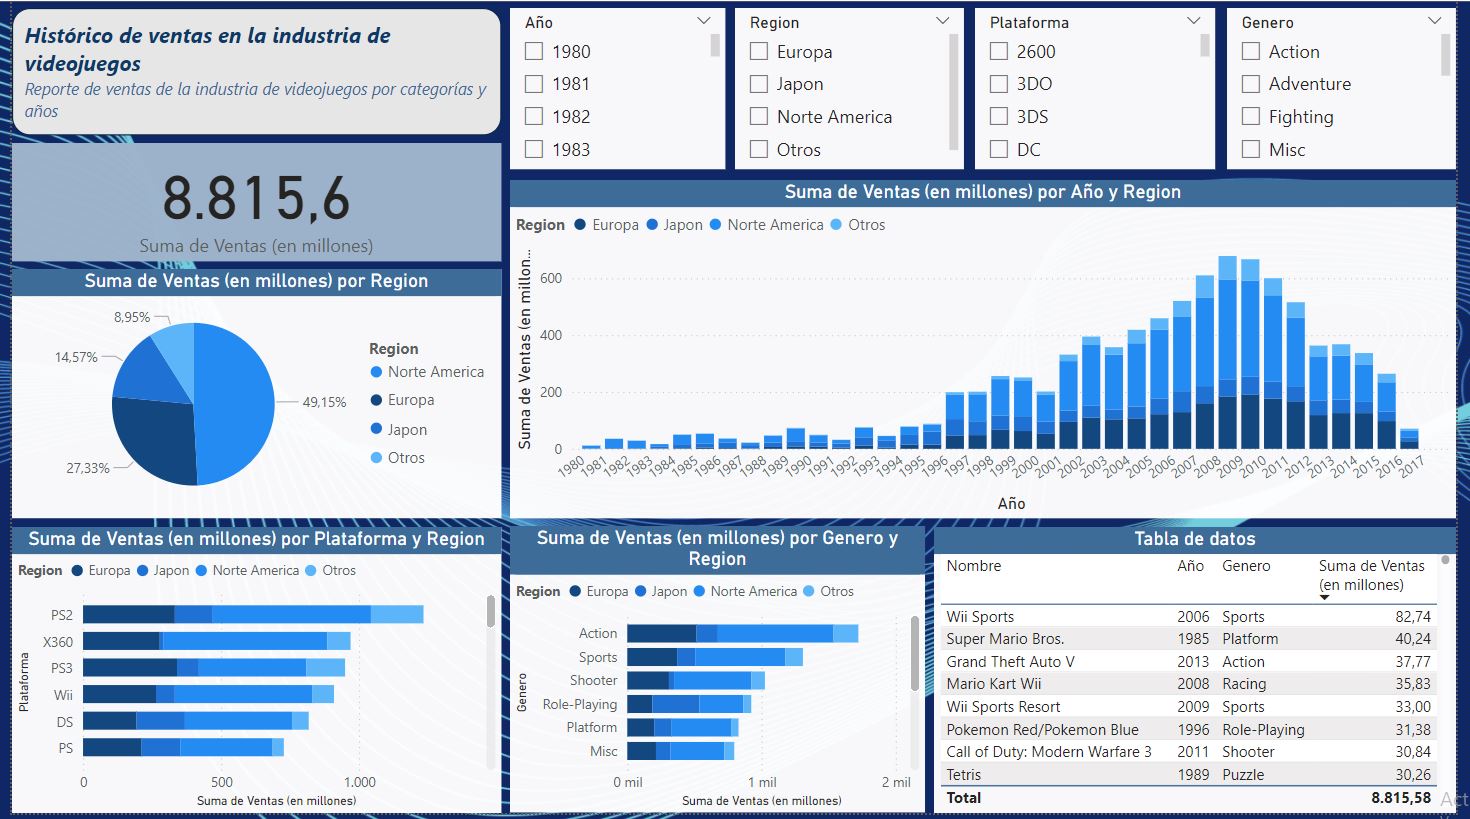 Histórico de ventas en la industria de
videojuegos
Reporte de ventas de la industria de videojuegos por categorías y
años
Año
1980
1981
1982
1983
Region
Europa
Japon
Norte America
Otros
Plataforma
2600
3DO
3DS
DC
Genero
Action
Adventure
Fighting
Misc
8.815,6
Suma de Ventas (en millones)
Suma de Ventas (en millones) por Region
8,95%
14,57%
27,33%
49,15%
Region
Norte America
Europa
Japon
Otros
Suma de Ventas (en millones) por Año y Region
Region Europa Japon Norte America Otros
Suma de Ventas (en millon...
600
400
200
0
1980 1981 1982 1983 1984 1985 1986 1987 1988 1989 1990 1991 1992 1993 1994 1995 1996 1997 1998 1999 2000 2001 2002 2003 2004 2005 2006 2007 2008 2009 2010 2011 2012 2013 2014 2015 2016 2017
Año
Suma de Ventas (en millones) por Plataforma y Region
Region Europa Japon Norte America Otros
Plataforma
PS2
X360
PS3
Wii
DS
PS
0 500 1.000
Suma de Ventas (en millones)
Suma de Ventas (en millones) por Genero y
Region
Region Europa Japon Norte America Otros
Genero
Action
Sports
Shooter
Role-Playing
Platform
Misc
0 mil 1 mil 2 mil
Suma de Ventas (en millones)
Tabla de datos
Nombre Año Genero Suma de Ventas
(en millones)
Wii Sports 2006 Sports 82,74
Super Mario Bros. 1985 Platform 40,24
Grand Theft Auto V 2013 Action 37,77
Mario Kart Wii 2008 Racing 35,83
Wii Sports Resort 2009 Sports 33,00
Pokemon Red/Pokemon Blue 1996 Role-Playing 31,38
Call of Duty: Modern Warfare 3 2011 Shooter 30,84
Tetris 1989 Puzzle 30,26
Total 8.815,58
Act